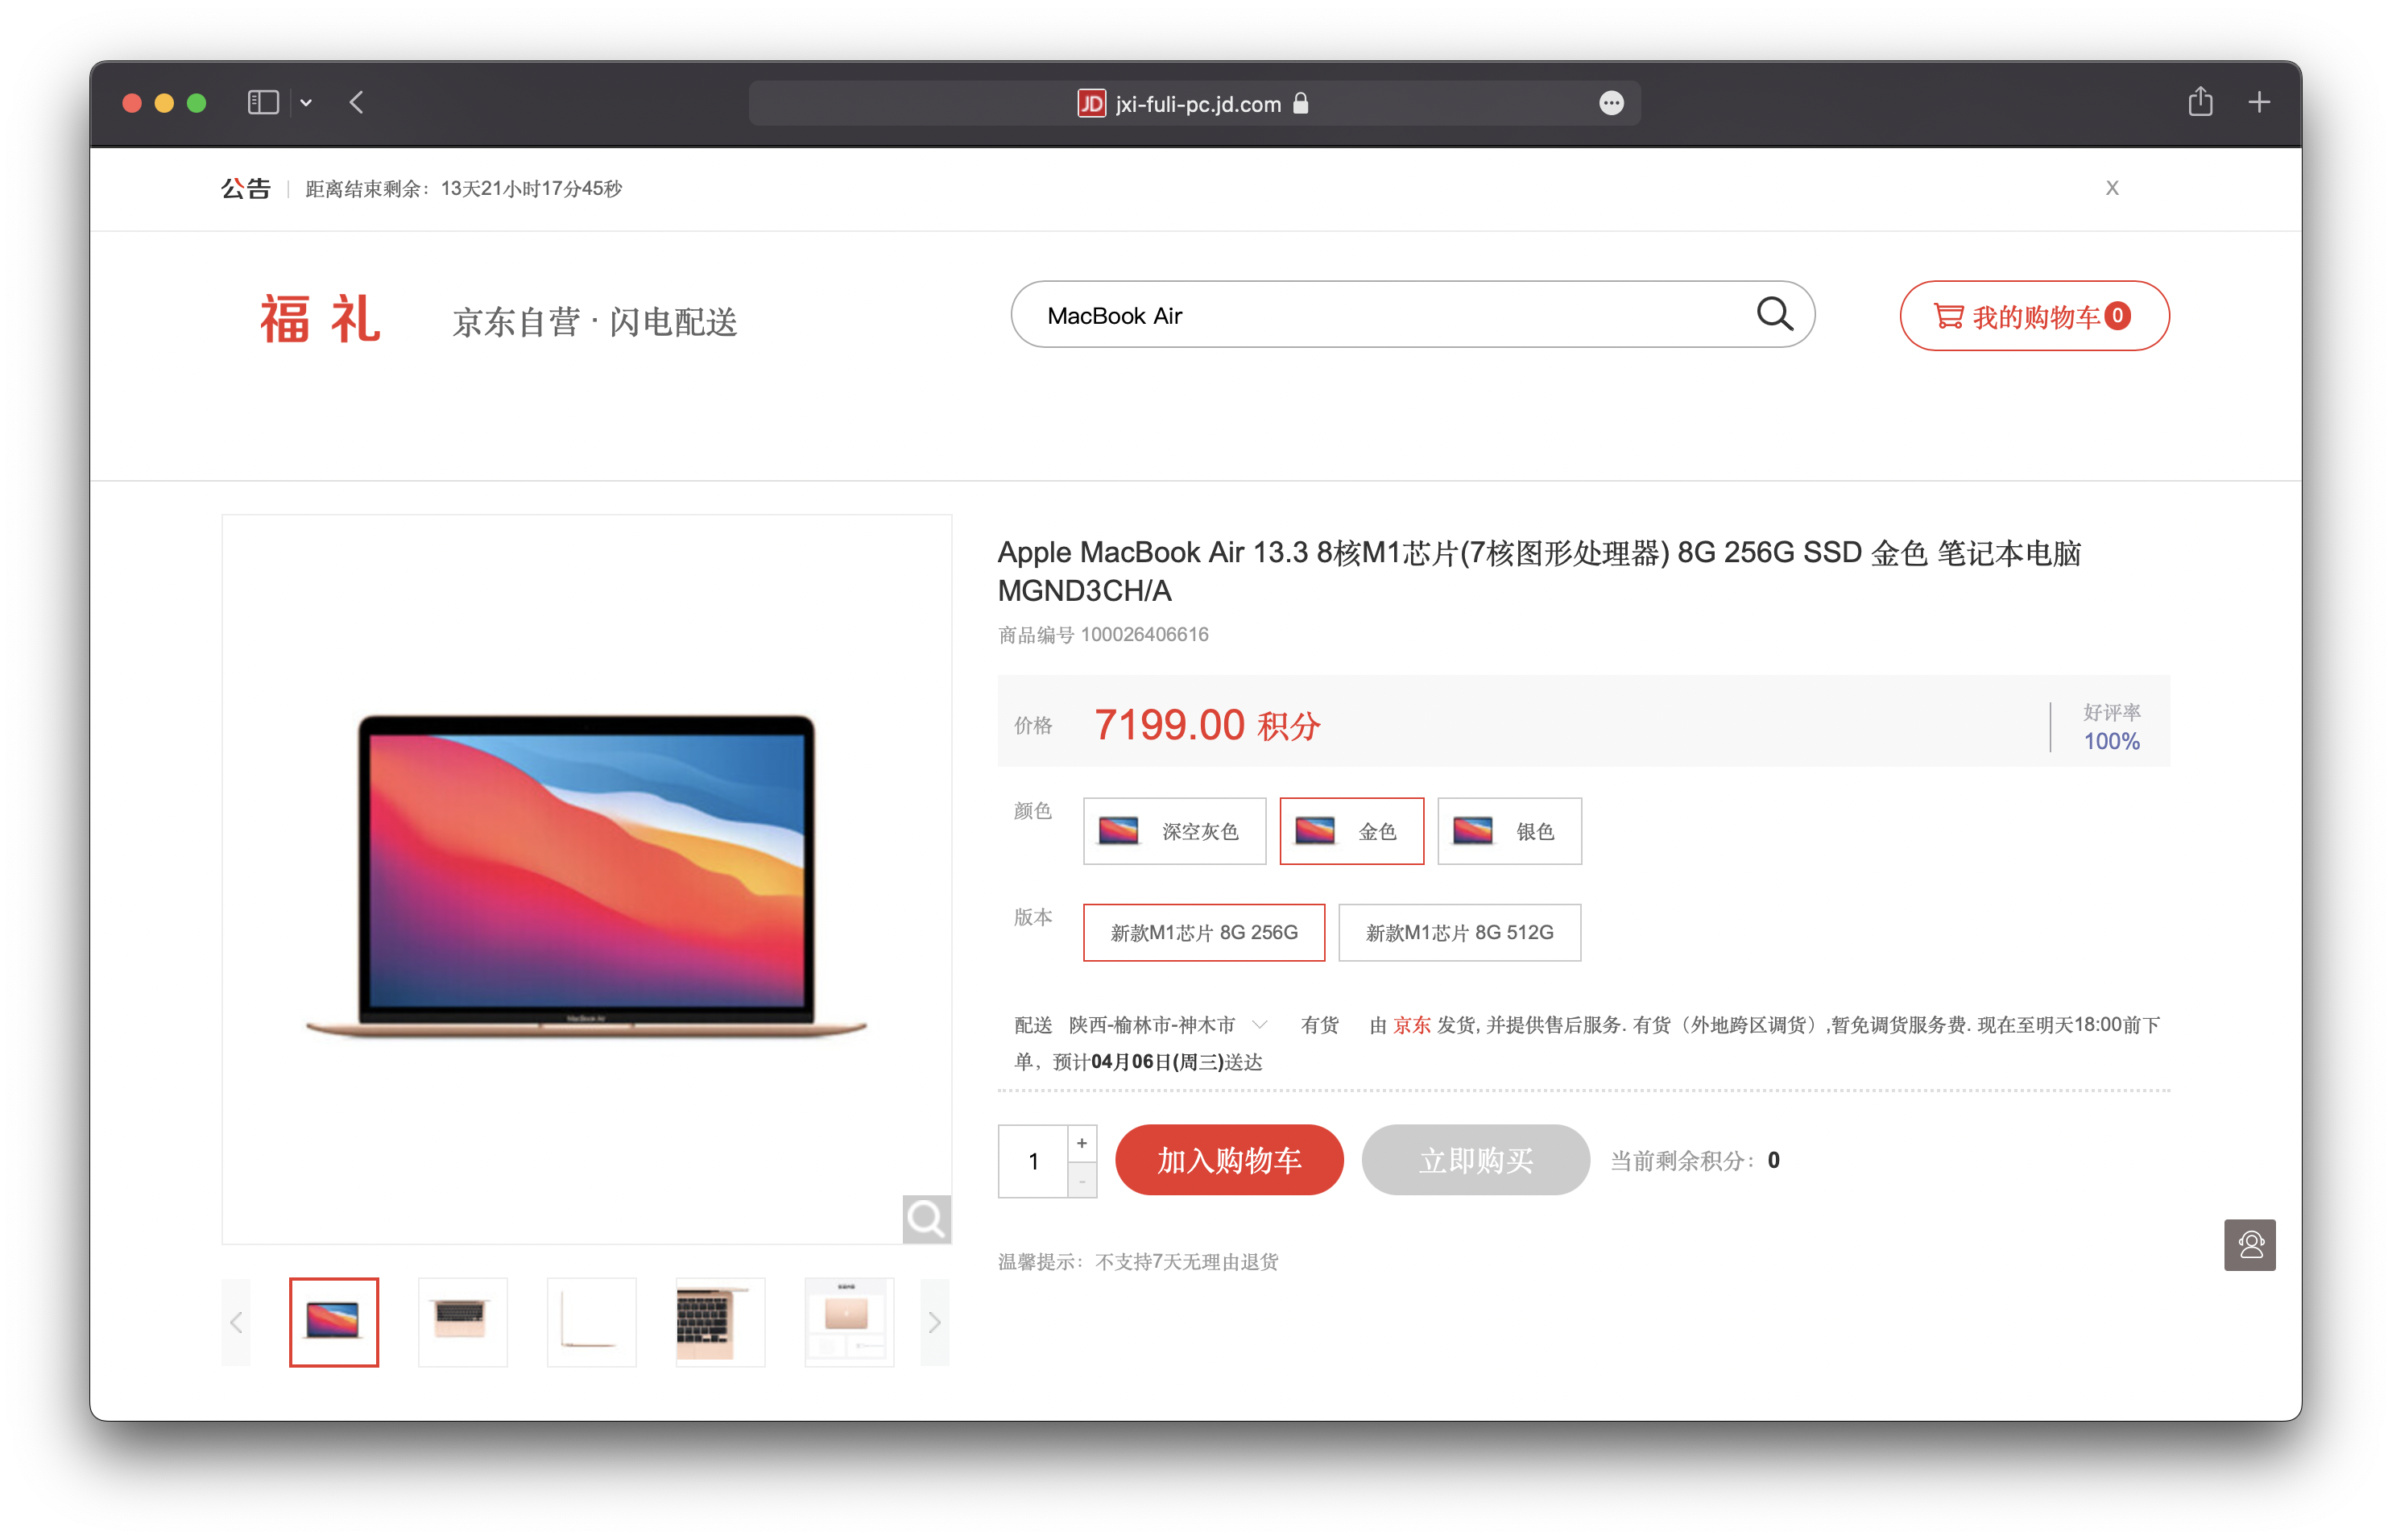 JD jxi-fuli-pc.jd.com
公告 距离结束剩余：13天21小时17分45秒 X
福 礼 京东自营 · 闪电配送 MacBook Air 我的购物车 0
Apple MacBook Air 13.3 8核M1芯片(7核图形处理器) 8G 256G SSD 金色 笔记本电脑
MGND3CH/A
商品编号 100026406616
价格 7199.00 积分
好评率
100%
颜色 深空灰色 金色 银色
版本 新款M1芯片 8G 256G 新款M1芯片 8G 512G
配送 陕西-榆林市-神木市 有货 由 京东 发货, 并提供售后服务. 有货（外地跨区调货）,暂免调货服务费. 现在至明天18:00前下
单，预计04月06日(周三)送达
1 + - 加入购物车 立即购买 当前剩余积分：0
温馨提示：不支持7天无理由退货
MacBook Air